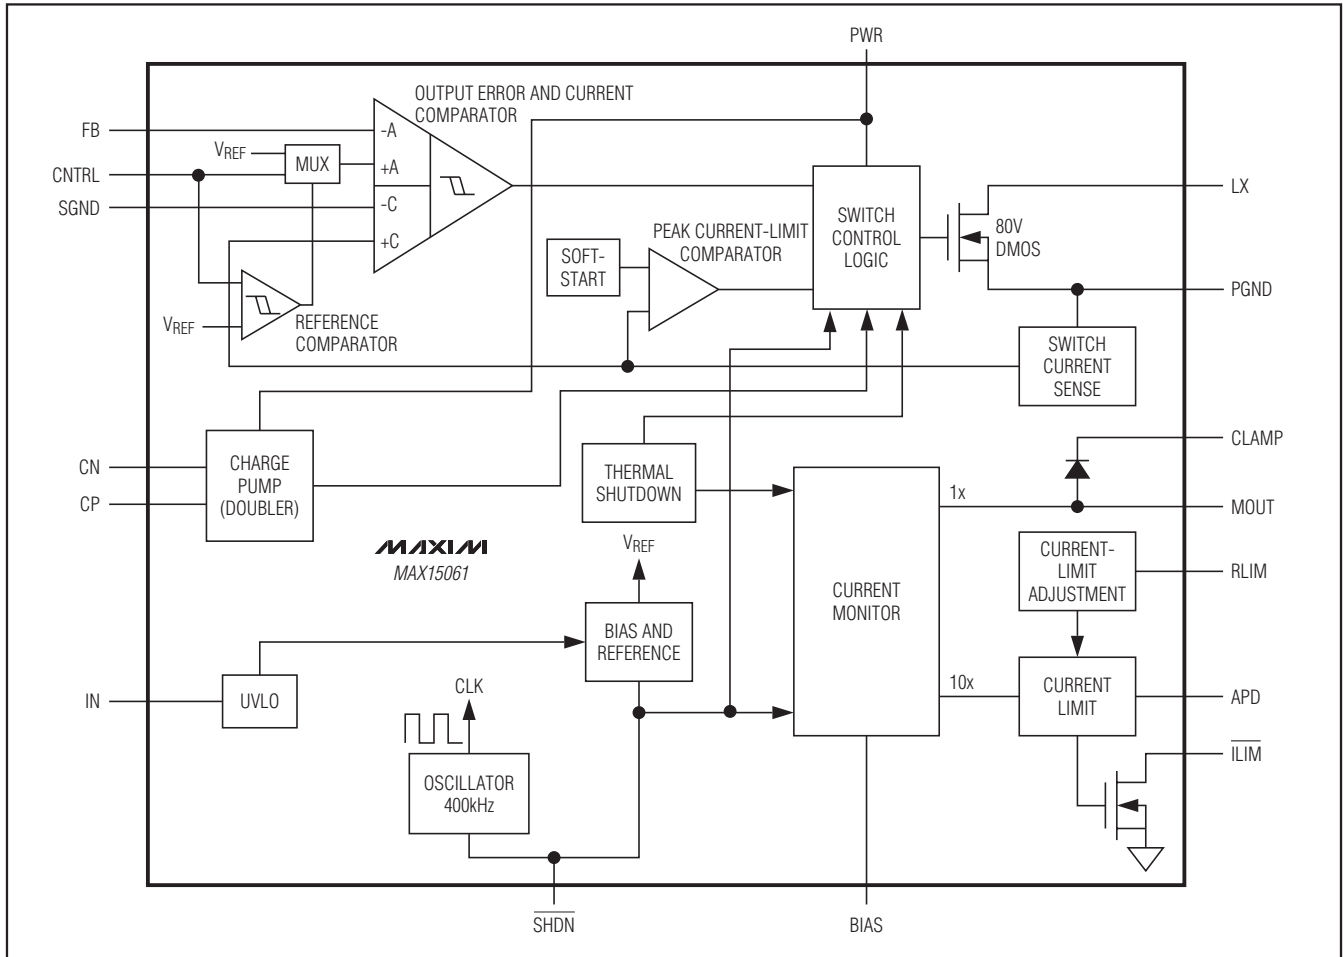 PWR
OUTPUT ERROR AND CURRENT
COMPARATOR
FB
-A
VREF
MUX
+A
CNTRL
LX
SGND
-C
SWITCH
CONTROL
LOGIC
80V
DMOS
+C
PEAK CURRENT-LIMIT
COMPARATOR
SOFT-
START
PGND
VREF
REFERENCE
COMPARATOR
SWITCH
CURRENT
SENSE
CLAMP
CN
CHARGE
PUMP
(DOUBLER)
THERMAL
SHUTDOWN
1x
CP
MOUT
MAXIM
MAX15061
VREF
CURRENT-
LIMIT
ADJUSTMENT
RLIM
CURRENT
MONITOR
BIAS AND
REFERENCE
IN
UVLO
CLK
10x
CURRENT
LIMIT
APD
ILIM
OSCILLATOR
400kHz
SHDN
BIAS